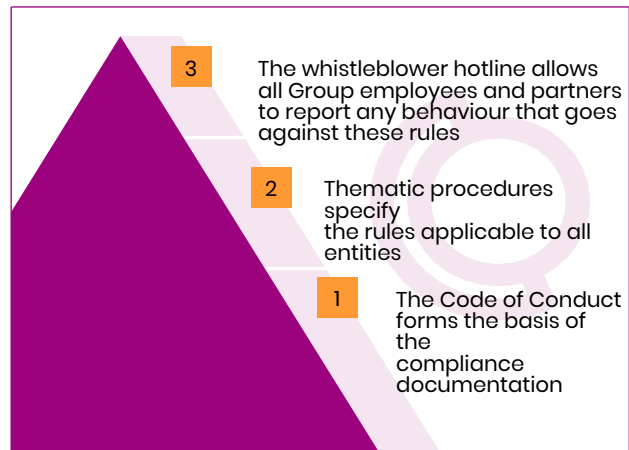 3
The whistleblower hotline allows
all Group employees and partners
to report any behaviour that goes
against these rules
2
Thematic procedures
specify
the rules applicable to all
entities
1
The Code of Conduct
forms the basis of
the
compliance
documentation